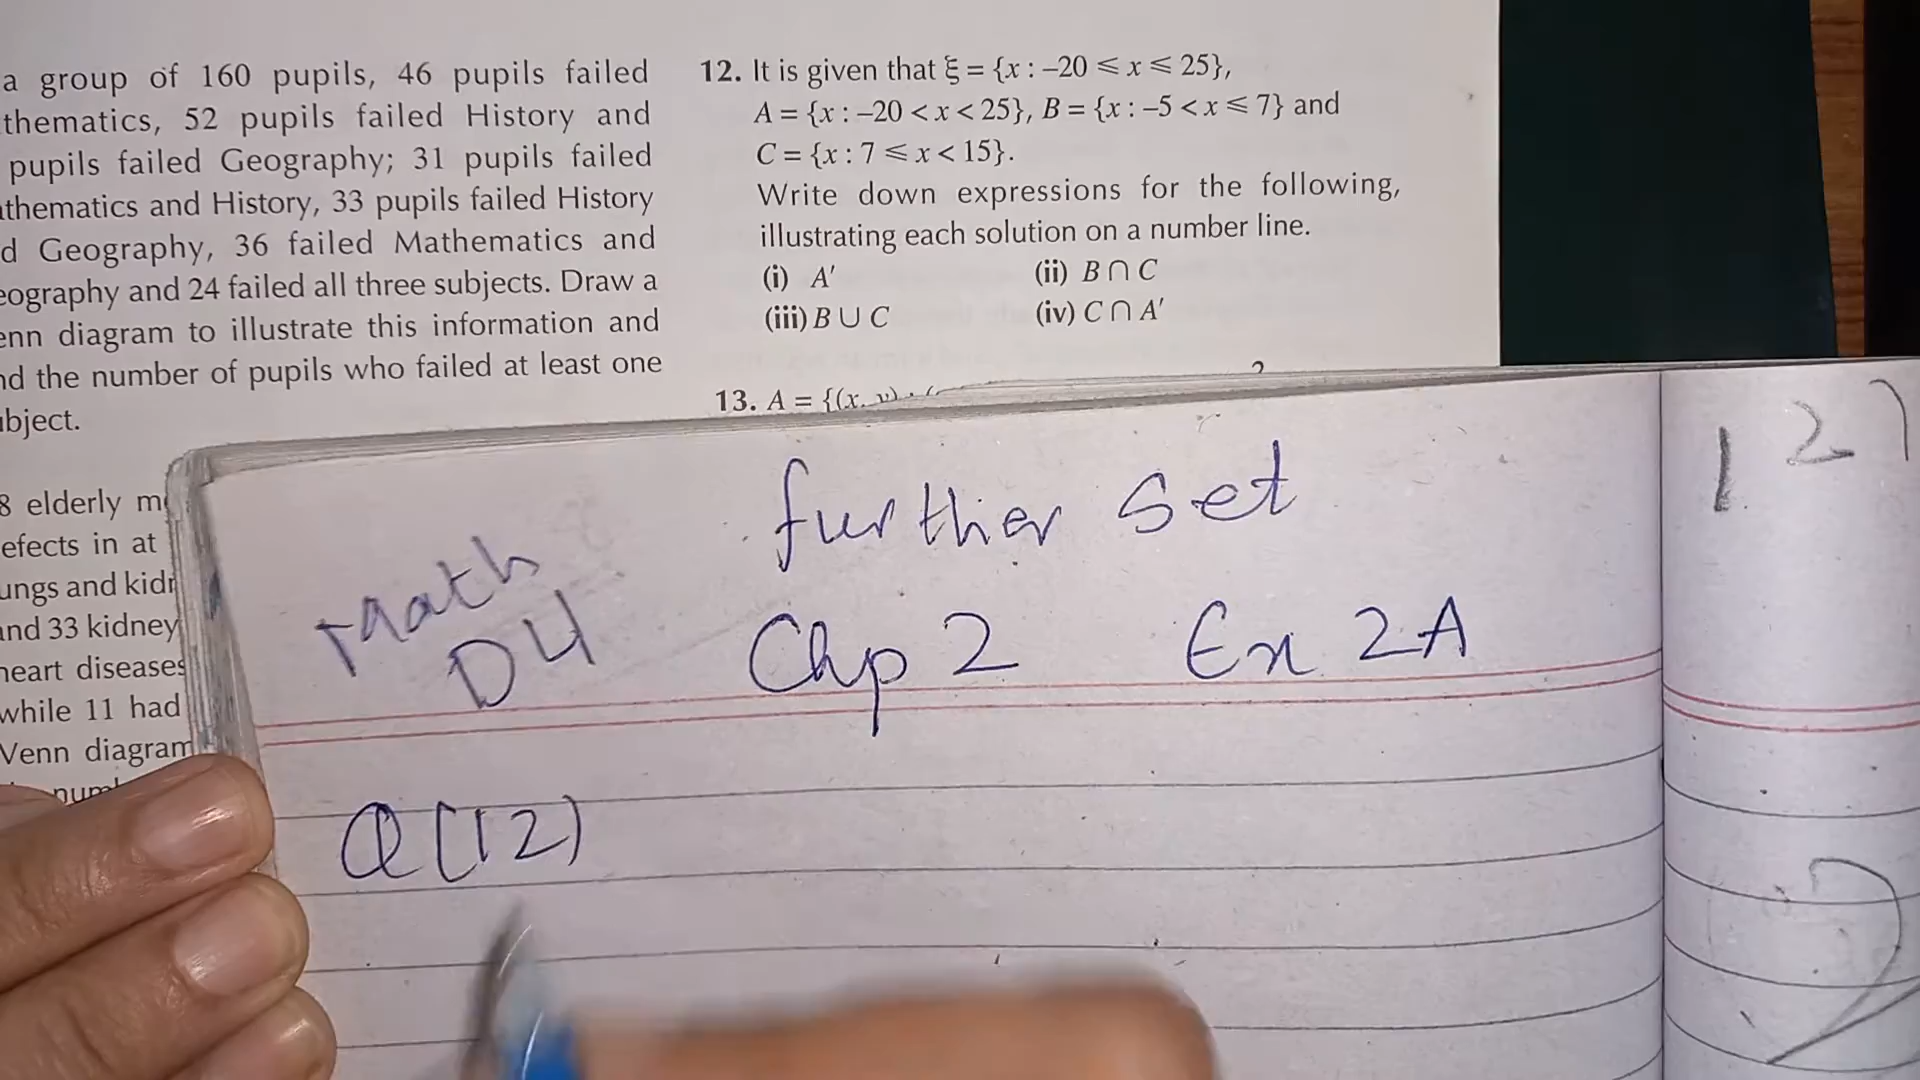 a group of 160 pupils, 46 pupils failed
thematics, 52 pupils failed History and
pupils failed Geography; 31 pupils failed
thematics and History, 33 pupils failed History
d Geography, 36 failed Mathematics and
eography and 24 failed all three subjects. Draw a
enn diagram to illustrate this information and
nd the number of pupils who failed at least one
bject.
8 elderly m
efects in at
ungs and kidr
and 33 kidney
heart diseases
while 11 had
Venn diagram
num
12. It is given that ξ = {x : –20 ⩽ x ⩽ 25},
A = {x : –20 < x < 25}, B = {x : –5 < x ⩽ 7} and
C = {x : 7 ⩽ x < 15}.
Write down expressions for the following,
illustrating each solution on a number line.
(i) A′ (ii) B ∩ C
(iii) B ∪ C (iv) C ∩ A′
13. A = {(x, y) :
further set
Math
D4
Chp 2 Ex 2A
Q(12)
12)